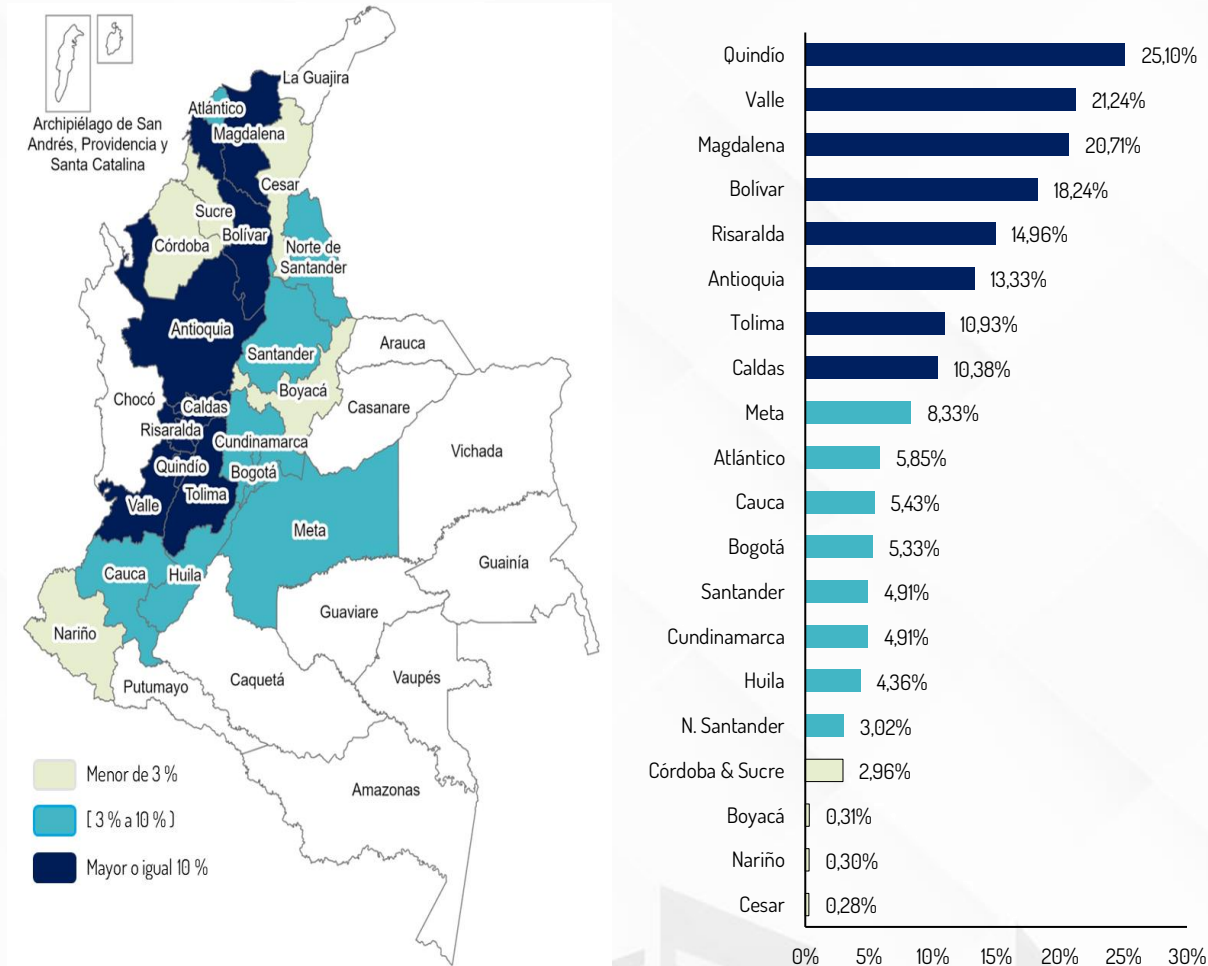 La Guajira
Atlántico
Archipiélago de San
Andrés, Providencia y
Santa Catalina
Magdalena
Cesar
Sucre
Córdoba
Bolívar
Norte de
Santander
Antioquia
Santander
Arauca
Boyacá
Chocó
Caldas
Casanare
Risaralda
Cundinamarca
Vichada
Quindío
Bogotá
Tolima
Valle
Meta
Guainía
Cauca
Huila
Guaviare
Nariño
Putumayo
Caquetá
Vaupés
Amazonas
Menor de 3 %
[ 3 % a 10 % )
Mayor o igual 10 %
Quindío 25,10%
Valle 21,24%
Magdalena 20,71%
Bolívar 18,24%
Risaralda 14,96%
Antioquia 13,33%
Tolima 10,93%
Caldas 10,38%
Meta 8,33%
Atlántico 5,85%
Cauca 5,43%
Bogotá 5,33%
Santander 4,91%
Cundinamarca 4,91%
Huila 4,36%
N. Santander 3,02%
Córdoba & Sucre 2,96%
Boyacá 0,31%
Nariño 0,30%
Cesar 0,28%
0% 5% 10% 15% 20% 25% 30%